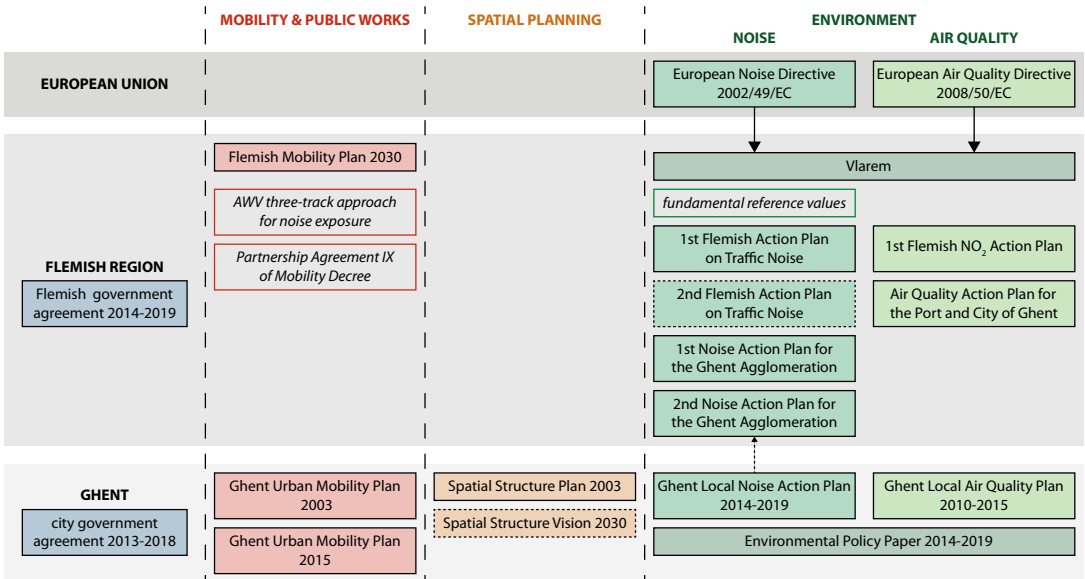 MOBILITY & PUBLIC WORKS
SPATIAL PLANNING
ENVIRONMENT
NOISE
AIR QUALITY
EUROPEAN UNION
European Noise Directive
2002/49/EC
European Air Quality Directive
2008/50/EC
FLEMISH REGION
Flemish government
agreement 2014-2019
Flemish Mobility Plan 2030
AWV three-track approach
for noise exposure
Partnership Agreement IX
of Mobility Decree
Vlarem
fundamental reference values
1st Flemish Action Plan
on Traffic Noise
2nd Flemish Action Plan
on Traffic Noise
1st Noise Action Plan for
the Ghent Agglomeration
2nd Noise Action Plan for
the Ghent Agglomeration
1st Flemish NO₂ Action Plan
Air Quality Action Plan for
the Port and City of Ghent
GHENT
city government
agreement 2013-2018
Ghent Urban Mobility Plan
2003
Ghent Urban Mobility Plan
2015
Spatial Structure Plan 2003
Spatial Structure Vision 2030
Ghent Local Noise Action Plan
2014-2019
Ghent Local Air Quality Plan
2010-2015
Environmental Policy Paper 2014-2019